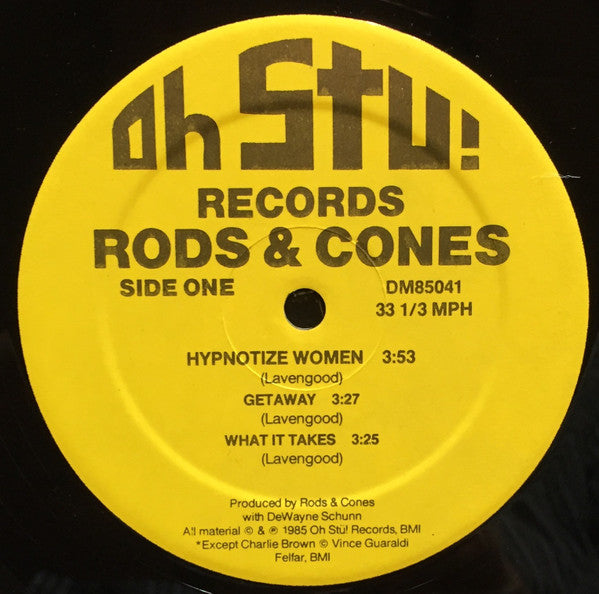 Oh Stü!
RECORDS
RODS & CONES
SIDE ONE
DM85041
33 1/3 MPH
HYPNOTIZE WOMEN 3:53
(Lavengood)
GETAWAY 3:27
(Lavengood)
WHAT IT TAKES 3:25
(Lavengood)
Produced by Rods & Cones
with DeWayne Schunn
All material © & ℗ 1985 Oh Stü! Records, BMI
*Except Charlie Brown © Vince Guaraldi
Felfar, BMI